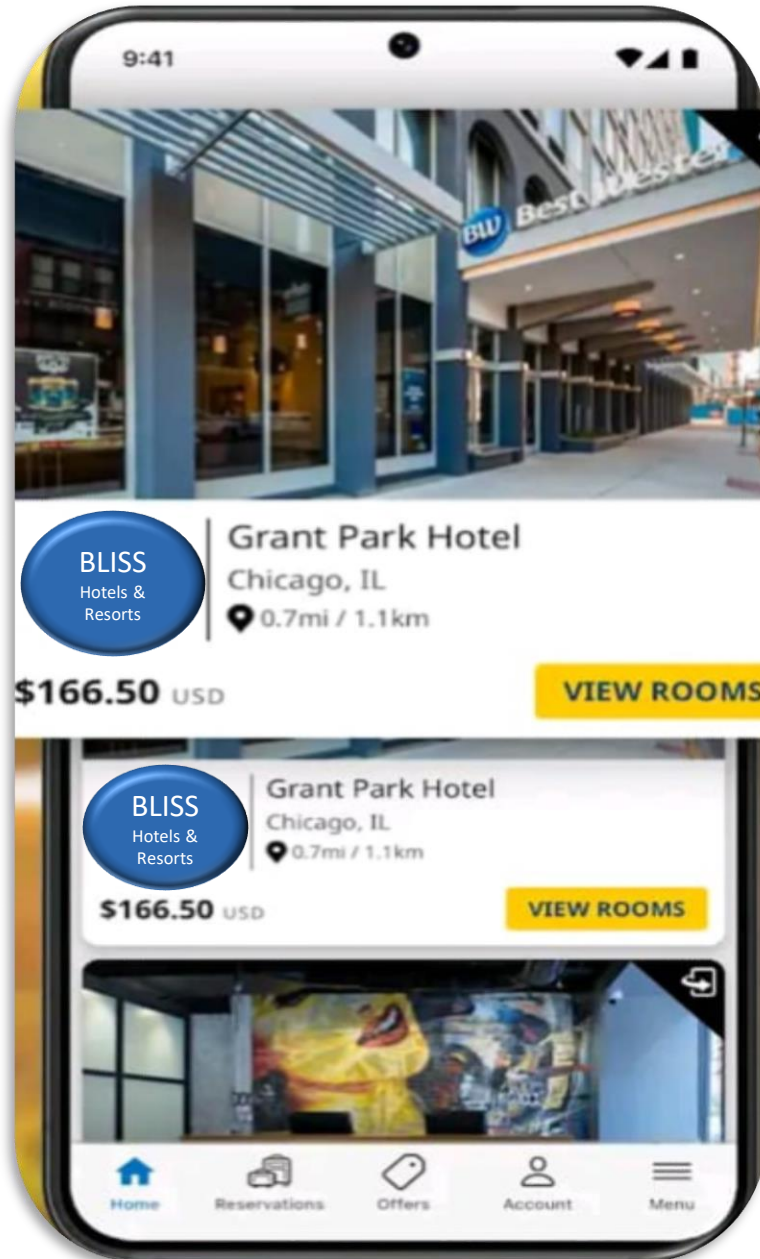 9:41
BW Best Western
BLISS
Hotels &
Resorts
Grant Park Hotel
Chicago, IL
0.7mi / 1.1km
$166.50 USD
VIEW ROOMS
BLISS
Hotels &
Resorts
Grant Park Hotel
Chicago, IL
0.7mi / 1.1km
$166.50 USD
VIEW ROOMS
Home
Reservations
Offers
Account
Menu